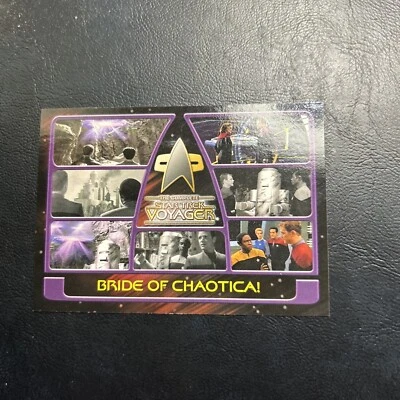 THE COMPLETE
STAR TREK
VOYAGER
BRIDE OF CHAOTICA!